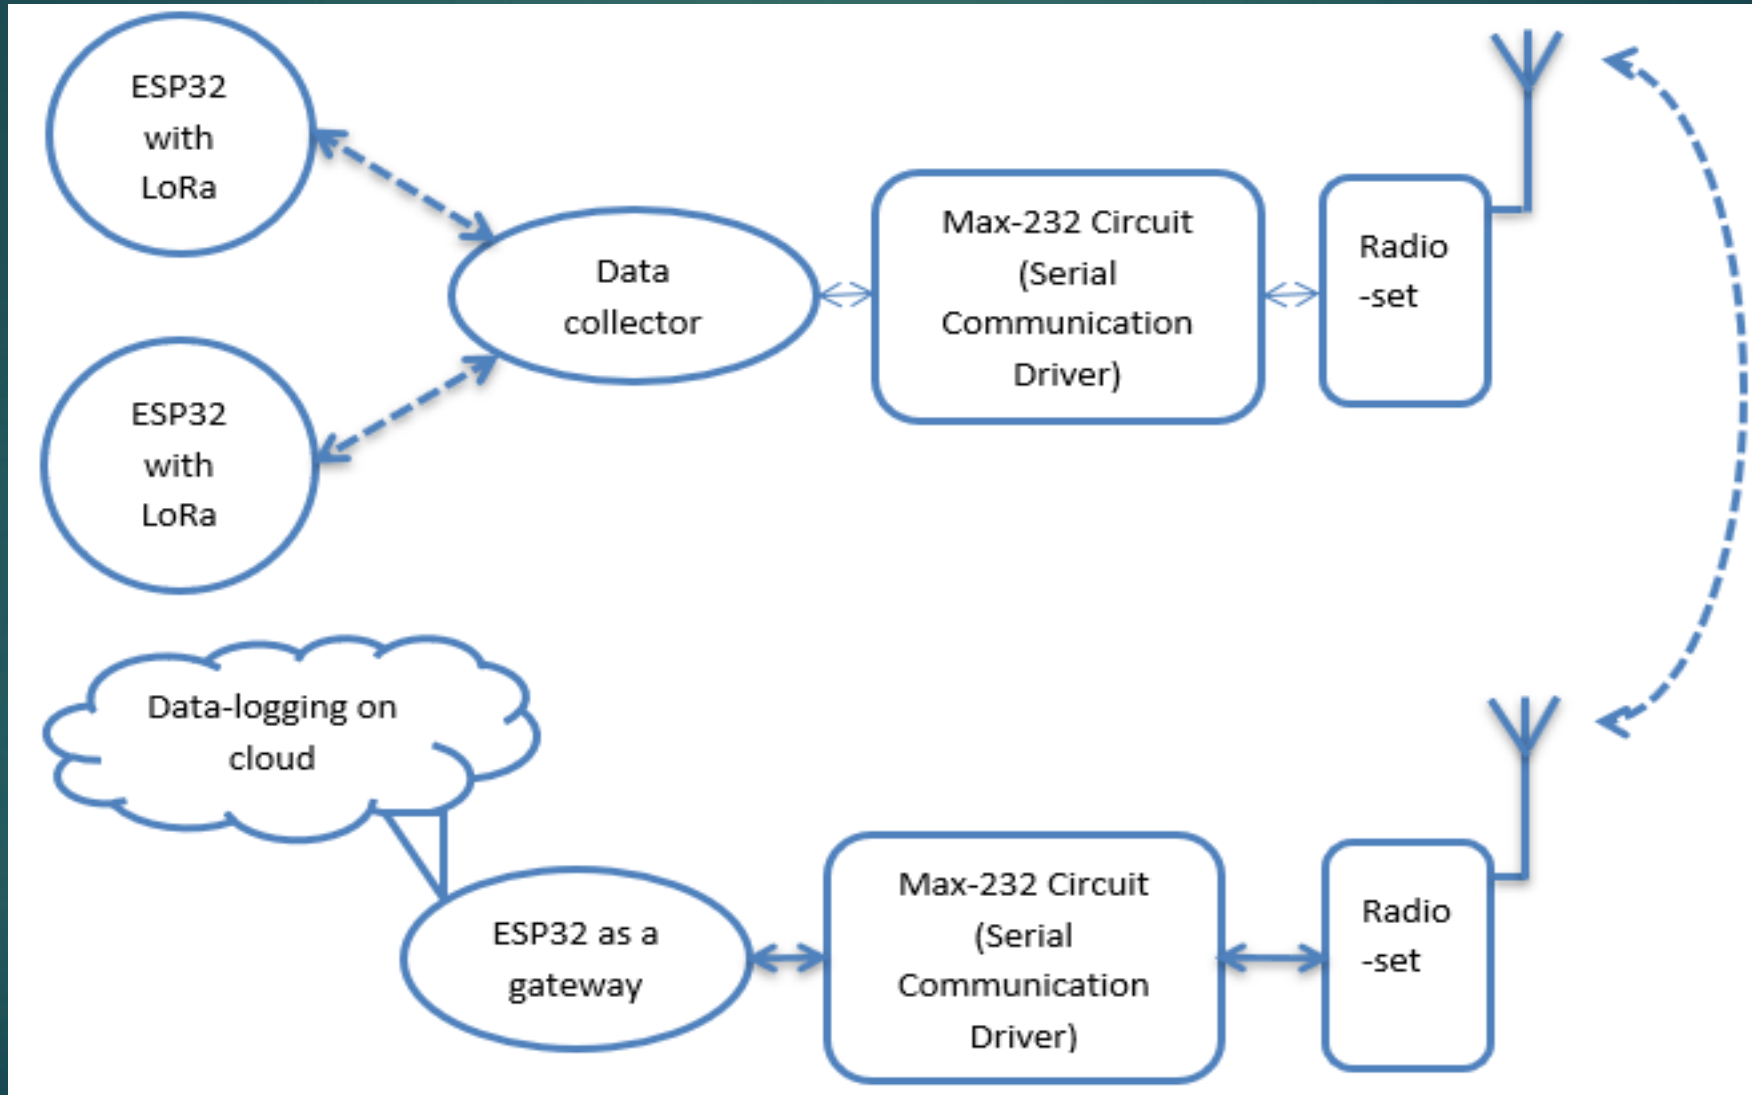 ESP32
with
LoRa
Data
collector
Max-232 Circuit
(Serial
Communication
Driver)
Radio
-set
ESP32
with
LoRa
Data-logging on
cloud
ESP32 as a
gateway
Max-232 Circuit
(Serial
Communication
Driver)
Radio
-set